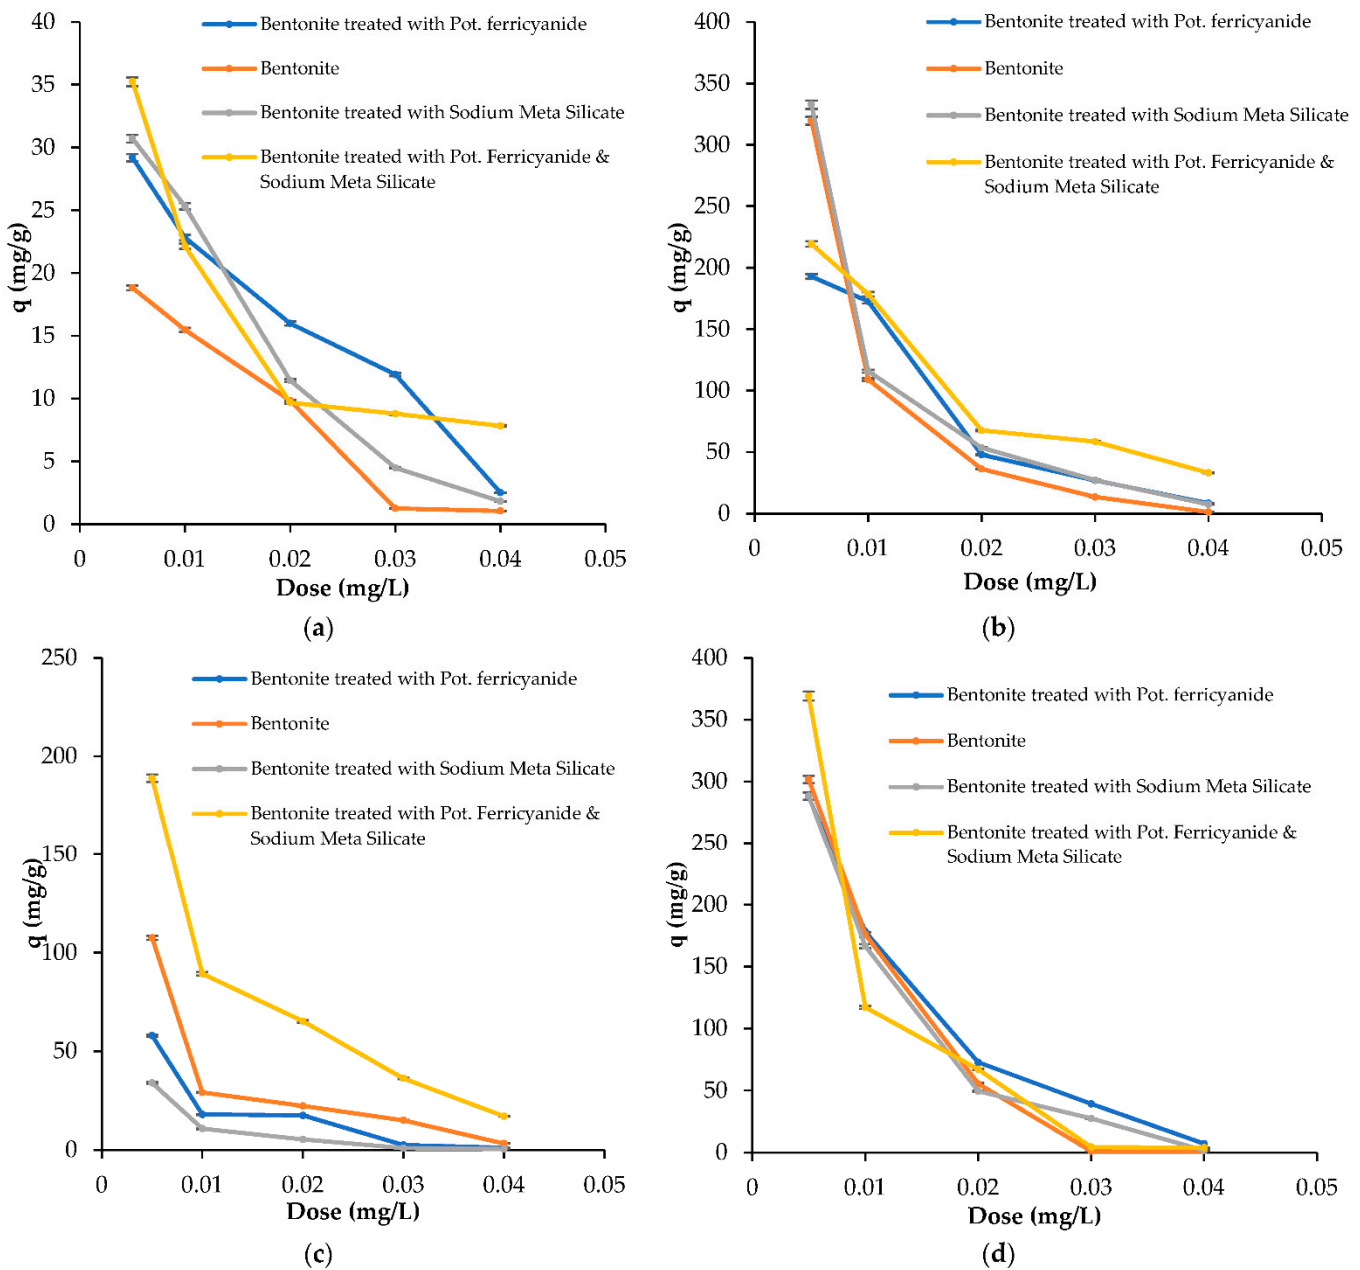 40
35
30
25
20
15
10
5
0
q (mg/g)
Bentonite treated with Pot. ferricyanide
Bentonite
Bentonite treated with Sodium Meta Silicate
Bentonite treated with Pot. Ferricyanide &
Sodium Meta Silicate
0 0.01 0.02 0.03 0.04 0.05
Dose (mg/L)
(a)
400
350
300
250
200
150
100
50
0
q (mg/g)
Bentonite treated with Pot. ferricyanide
Bentonite
Bentonite treated with Sodium Meta Silicate
Bentonite treated with Pot. Ferricyanide &
Sodium Meta Silicate
0 0.01 0.02 0.03 0.04 0.05
Dose (mg/L)
(b)
250
200
150
100
50
0
q (mg/g)
Bentonite treated with Pot. ferricyanide
Bentonite
Bentonite treated with Sodium Meta Silicate
Bentonite treated with Pot. Ferricyanide &
Sodium Meta Silicate
0 0.01 0.02 0.03 0.04 0.05
Dose (mg/L)
(c)
400
350
300
250
200
150
100
50
0
q (mg/g)
Bentonite treated with Pot. ferricyanide
Bentonite
Bentonite treated with Sodium Meta Silicate
Bentonite treated with Pot. Ferricyanide &
Sodium Meta Silicate
0 0.01 0.02 0.03 0.04 0.05
Dose (mg/L)
(d)